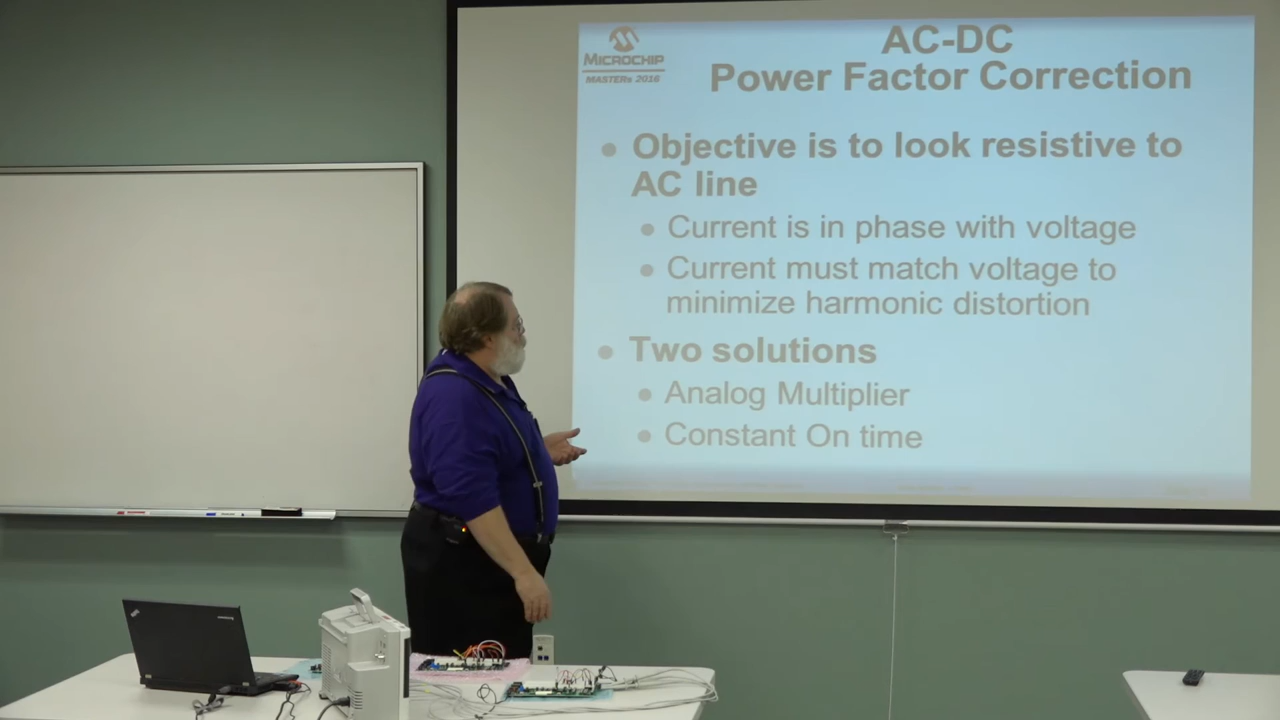 MICROCHIP
MASTERs 2016
AC-DC
Power Factor Correction
Objective is to look resistive to
AC line
Current is in phase with voltage
Current must match voltage to
minimize harmonic distortion
Two solutions
Analog Multiplier
Constant On time